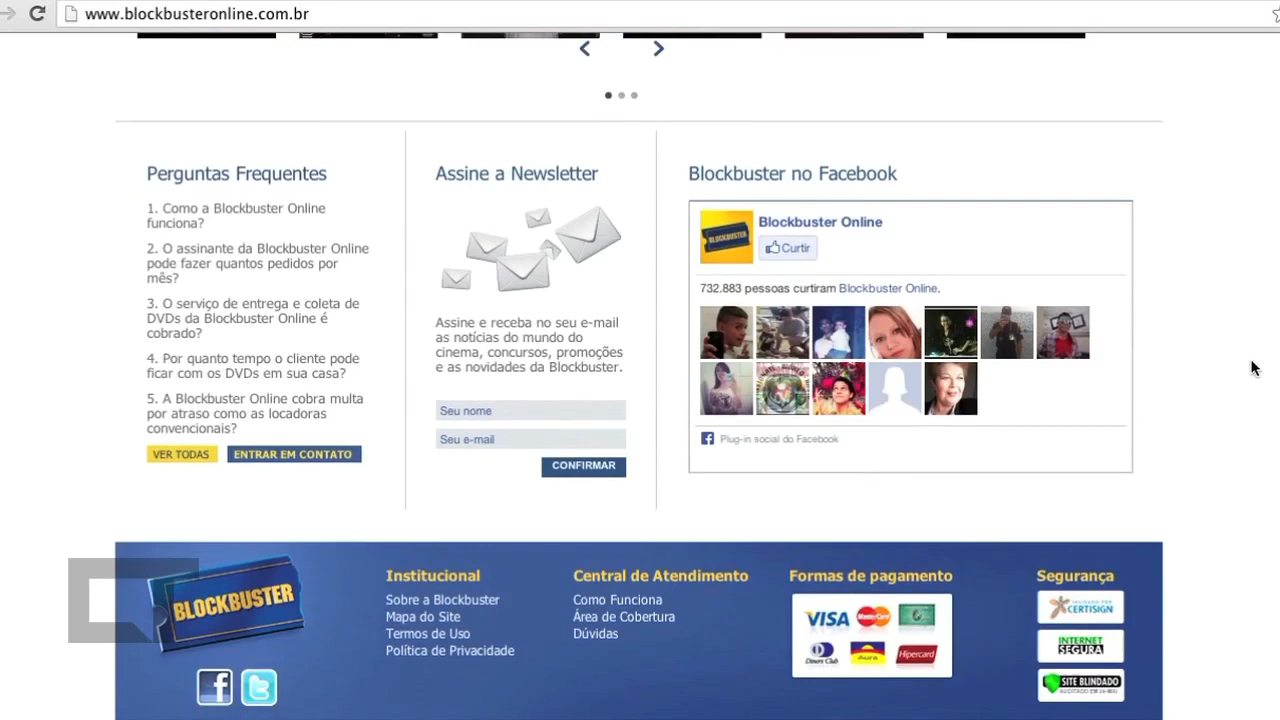 www.blockbusteronline.com.br
Perguntas Frequentes
1. Como a Blockbuster Online
funciona?
2. O assinante da Blockbuster Online
pode fazer quantos pedidos por
mês?
3. O serviço de entrega e coleta de
DVDs da Blockbuster Online é
cobrado?
4. Por quanto tempo o cliente pode
ficar com os DVDs em sua casa?
5. A Blockbuster Online cobra multa
por atraso como as locadoras
convencionais?
VER TODAS
ENTRAR EM CONTATO
Assine a Newsletter
Assine e receba no seu e-mail
as notícias do mundo do
cinema, concursos, promoções
e as novidades da Blockbuster.
Seu nome
Seu e-mail
CONFIRMAR
Blockbuster no Facebook
BLOCKBUSTER
Blockbuster Online
Curtir
732.883 pessoas curtiram Blockbuster Online.
Plug-in social do Facebook
BLOCKBUSTER
Institucional
Sobre a Blockbuster
Mapa do Site
Termos de Uso
Política de Privacidade
Central de Atendimento
Como Funciona
Área de Cobertura
Dúvidas
Formas de pagamento
VISA
MasterCard
Diners Club
Aura
Hipercard
Segurança
CERTISIGN
INTERNET
SEGURA
SITE BLINDADO